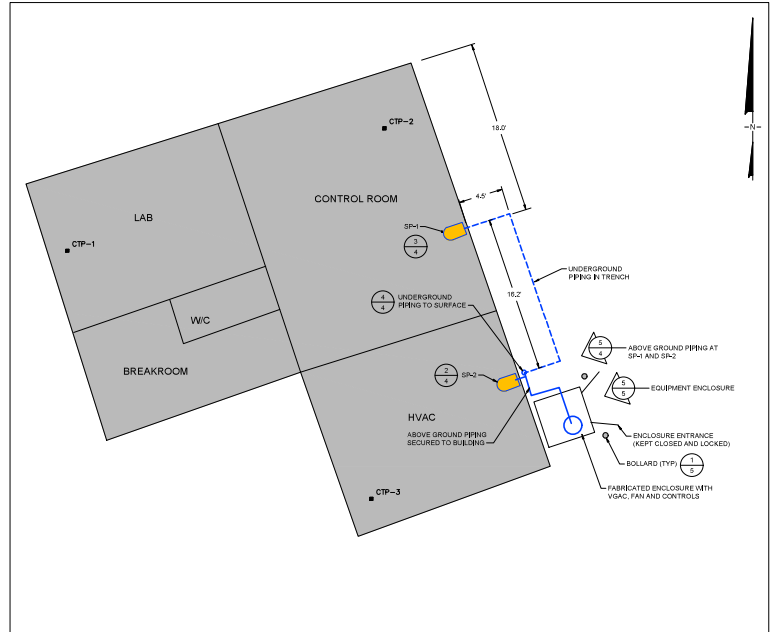 CTP-2
18.0'
-N-
CONTROL ROOM
4.5'
LAB
SP-1
CTP-1
3
4
UNDERGROUND
PIPING IN TRENCH
16.2'
4
4
UNDERGROUND
PIPING TO SURFACE
W/C
5
4
ABOVE GROUND PIPING AT
SP-1 AND SP-2
BREAKROOM
2
4
SP-2
5
5
EQUIPMENT ENCLOSURE
HVAC
ABOVE GROUND PIPING
SECURED TO BUILDING
ENCLOSURE ENTRANCE
(KEPT CLOSED AND LOCKED)
BOLLARD (TYP)
1
5
FABRICATED ENCLOSURE WITH
VGAC, FAN AND CONTROLS
CTP-3